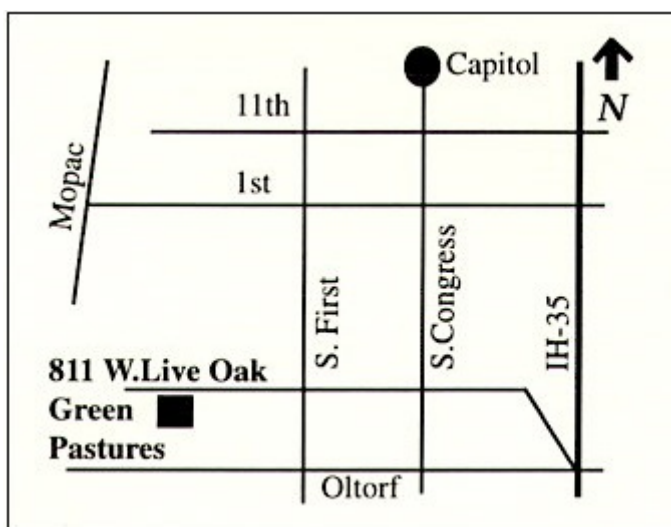 Capitol
11th
N
Mopac
1st
S. First
S.Congress
IH-35
811 W.Live Oak
Green
Pastures
Oltorf